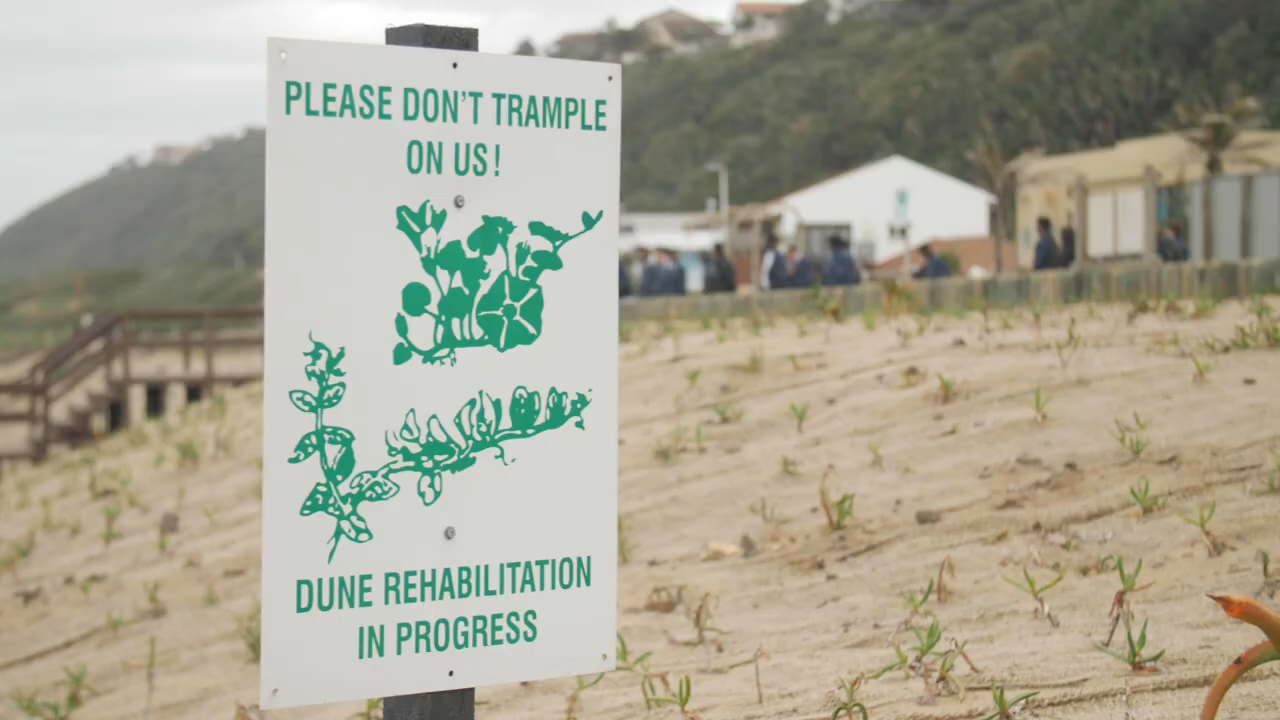 PLEASE DON'T TRAMPLE
ON US!
DUNE REHABILITATION
IN PROGRESS